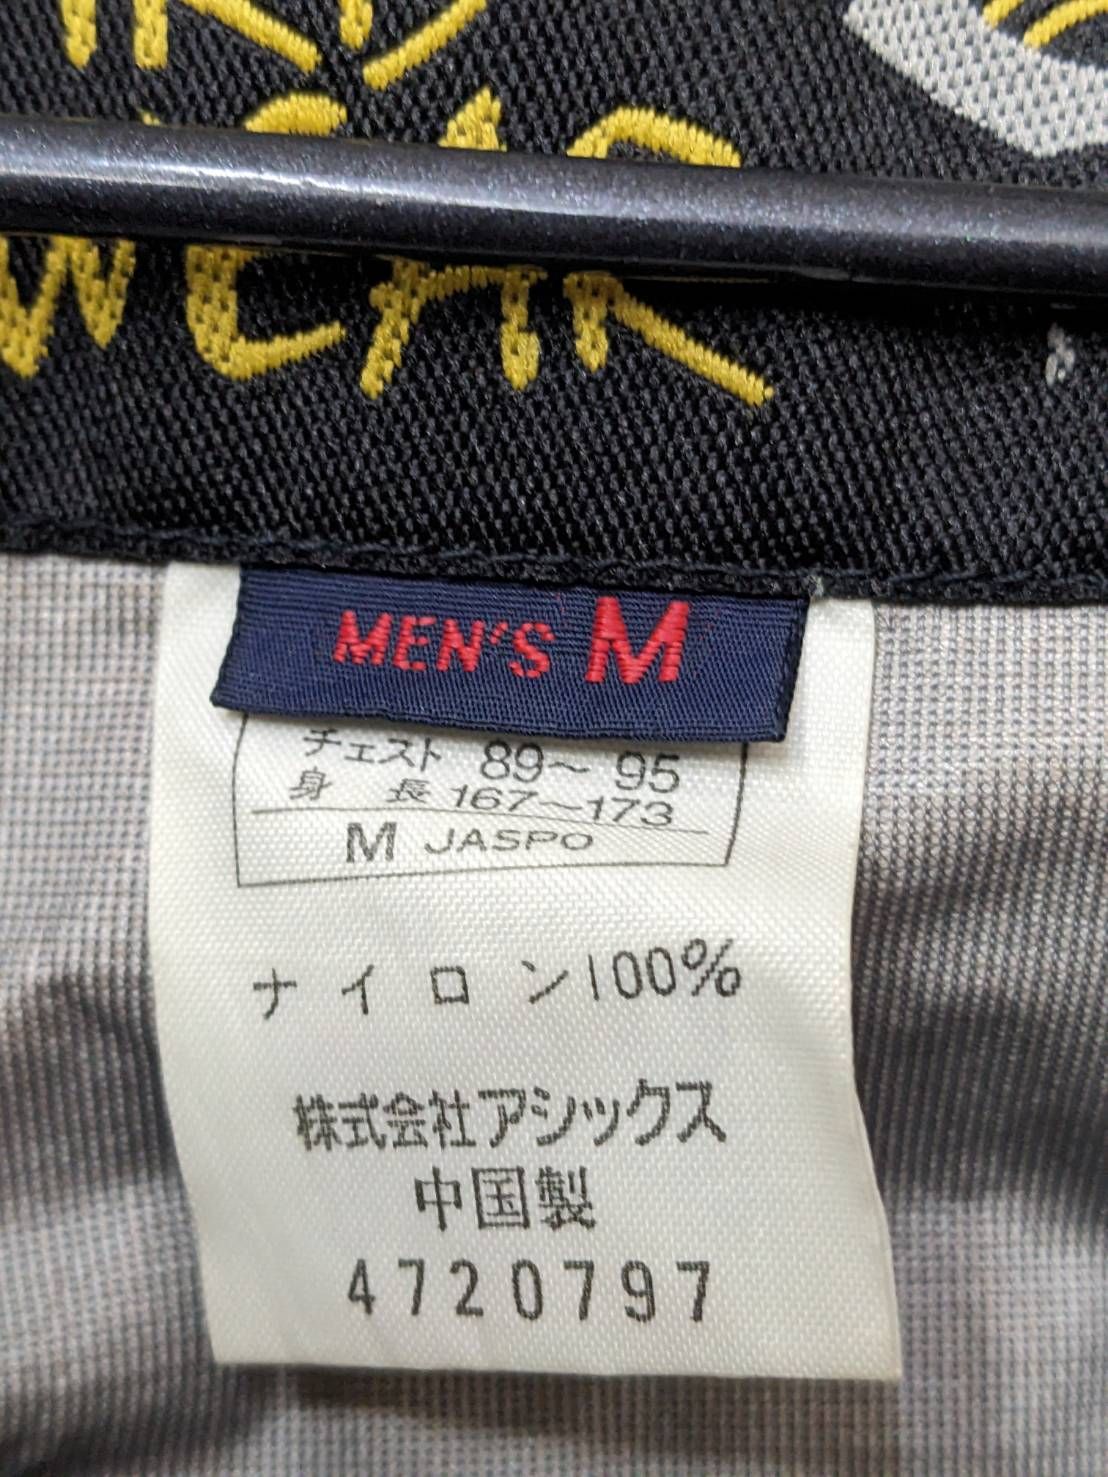 WEAR
MEN'S M
チェスト 89～95
身長 167～173
M JASPO
ナイロン100%
株式会社アシックス
中国製
4720797